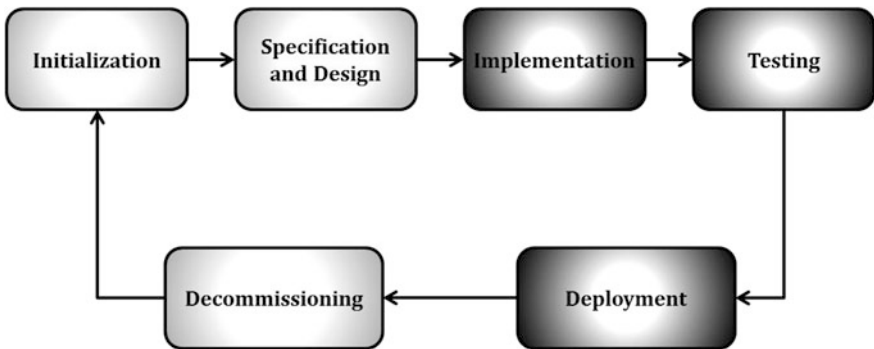 Initialization
Specification
and Design
Implementation
Testing
Decommissioning
Deployment